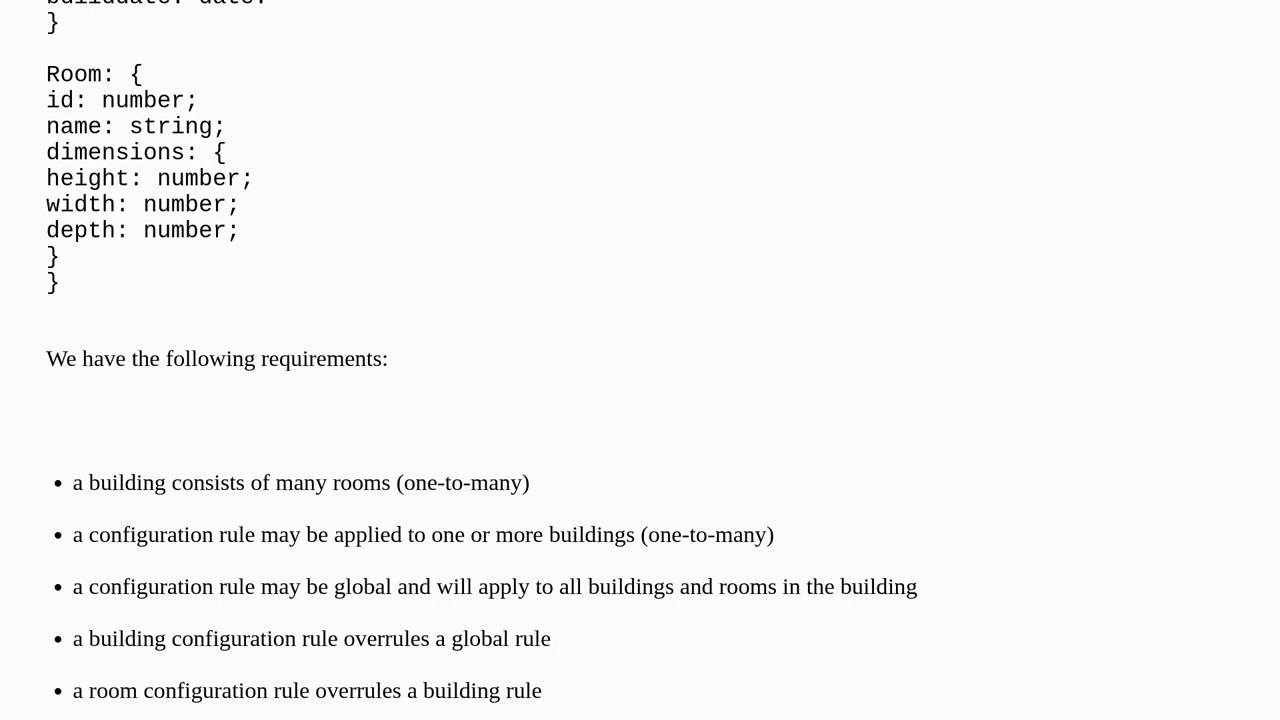 }
Room: {
id: number;
name: string;
dimensions: {
height: number;
width: number;
depth: number;
}
}
We have the following requirements:
• a building consists of many rooms (one-to-many)
• a configuration rule may be applied to one or more buildings (one-to-many)
• a configuration rule may be global and will apply to all buildings and rooms in the building
• a building configuration rule overrules a global rule
• a room configuration rule overrules a building rule